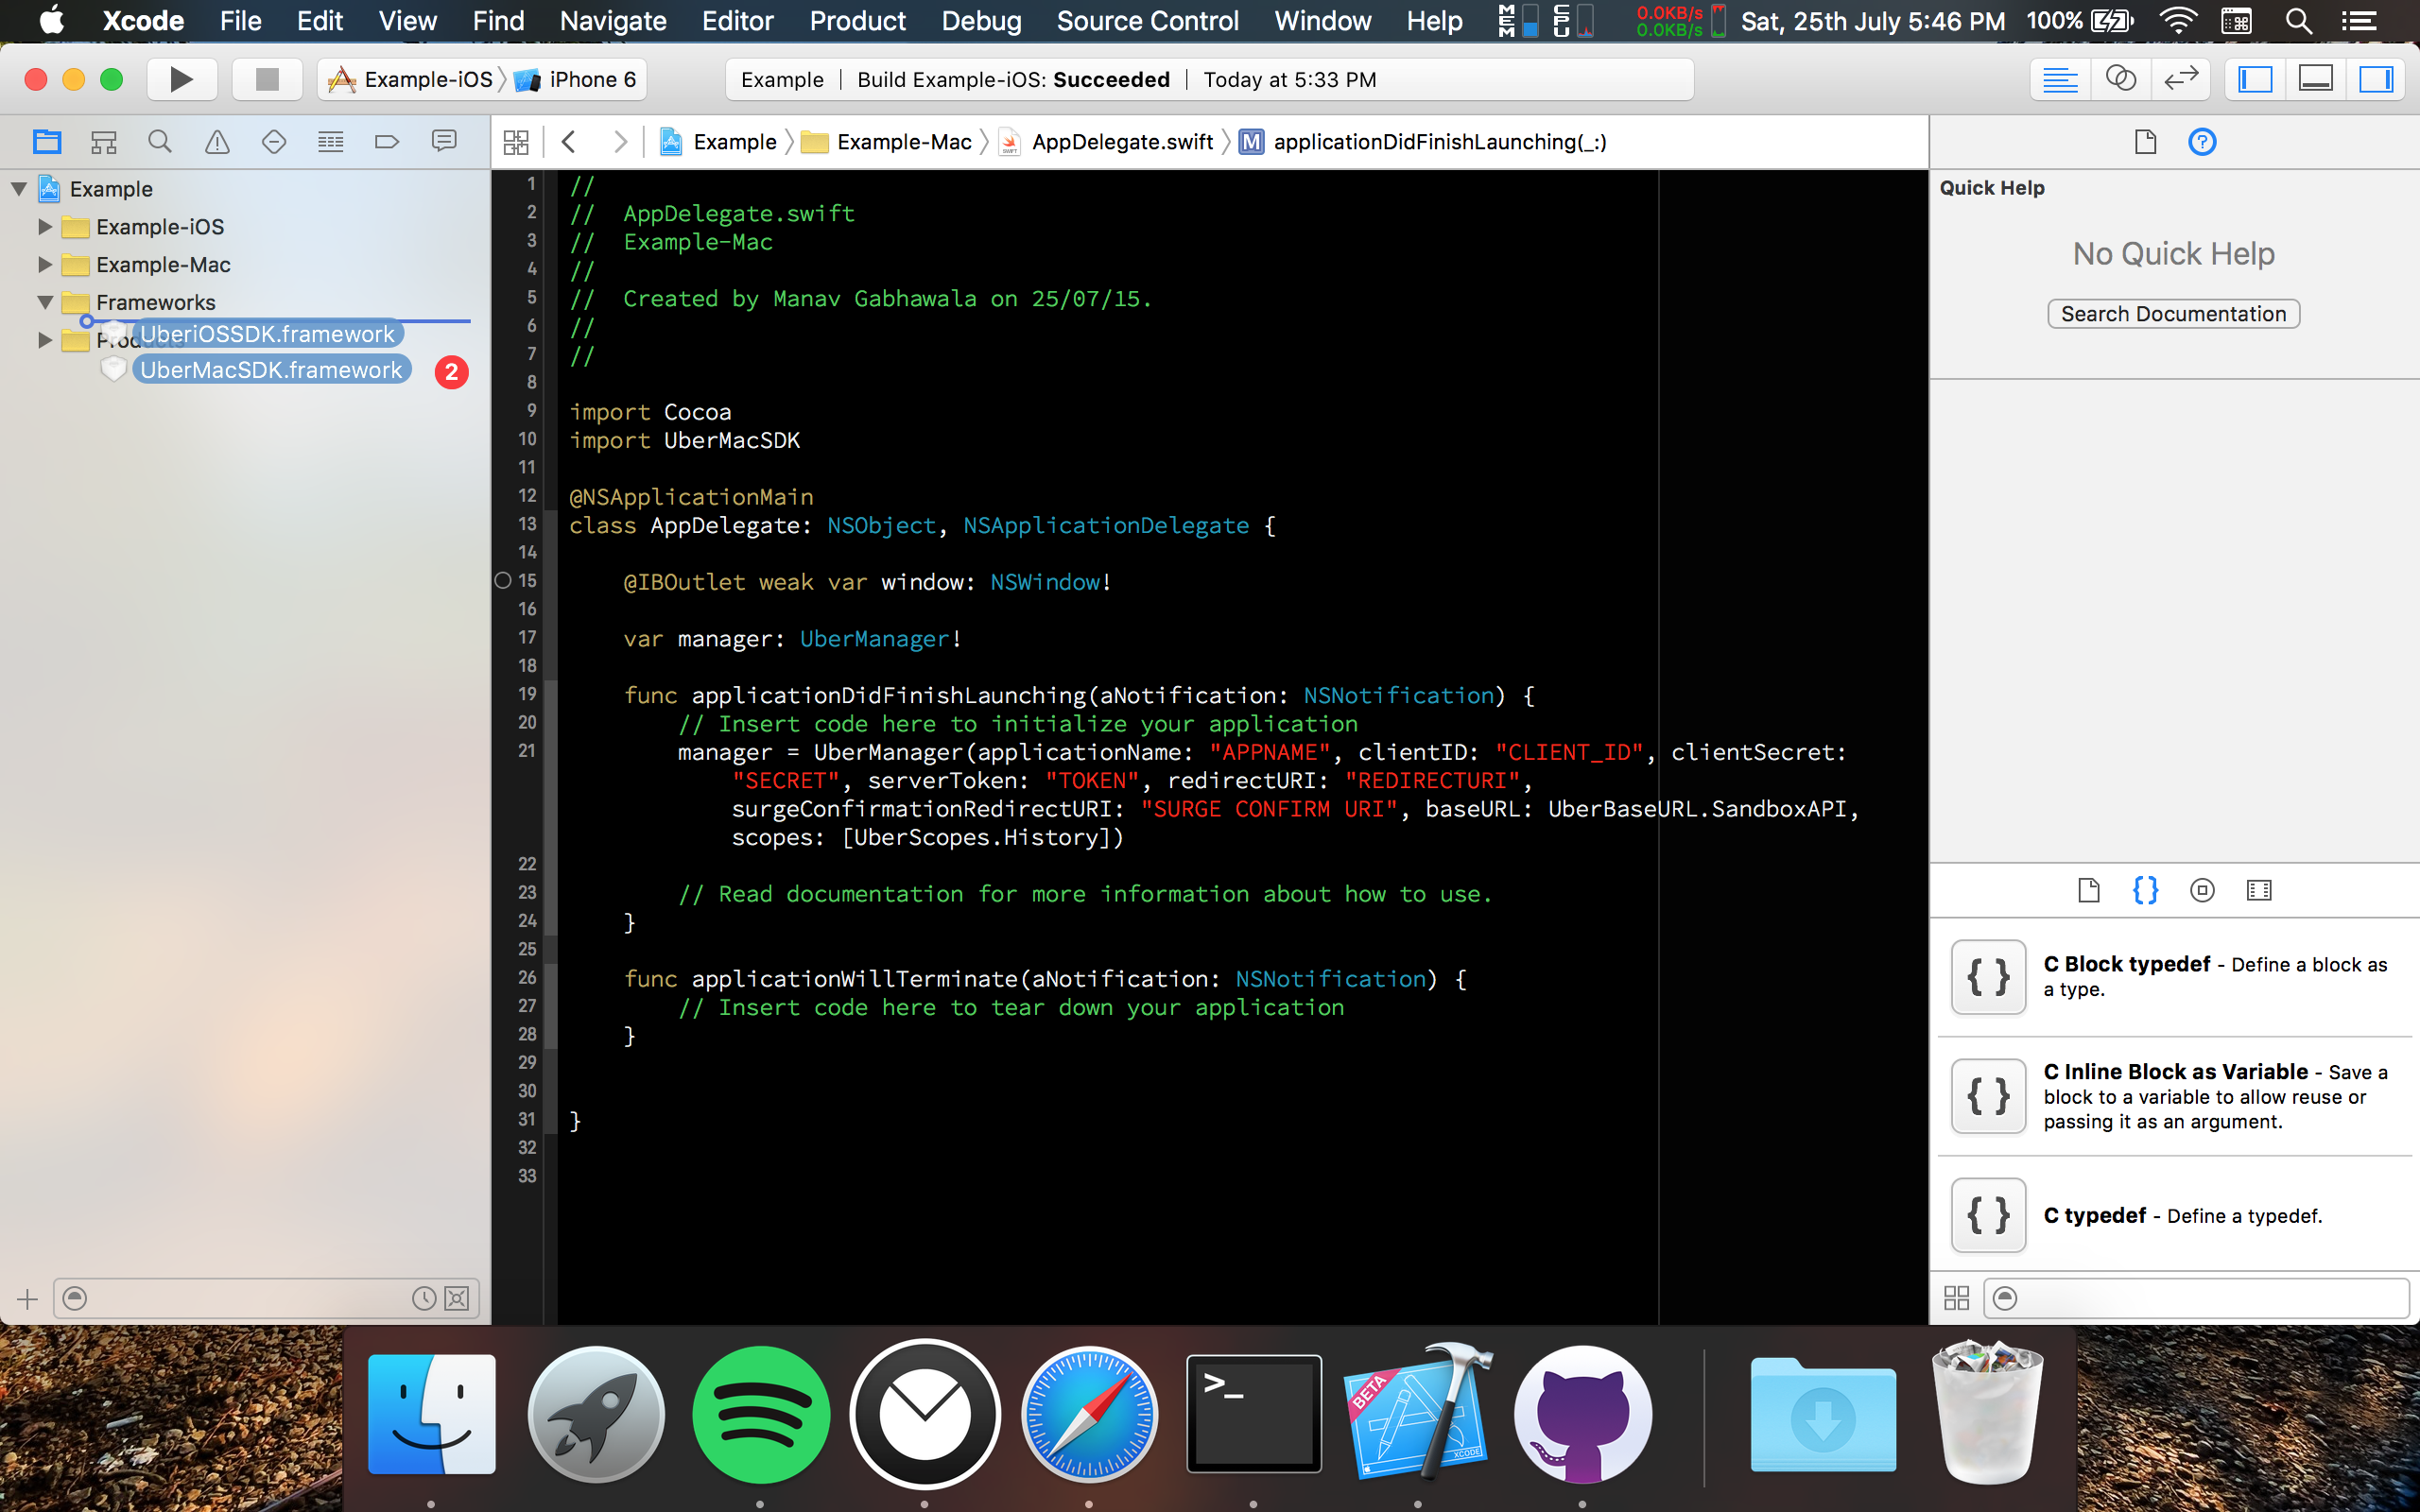 Xcode File Edit View Find Navigate Editor Product Debug Source Control Window Help MEM CPU 0.0KB/s 0.0KB/s Sat, 25th July 5:46 PM 100%
Example-iOS iPhone 6 Example Build Example-iOS: Succeeded Today at 5:33 PM
Example Example-Mac AppDelegate.swift M applicationDidFinishLaunching(_:)
Example
Example-iOS
Example-Mac
Frameworks
UberiOSSDK.framework
UberMacSDK.framework 2
1 //
2 //  AppDelegate.swift
3 //  Example-Mac
4 //
5 //  Created by Manav Gabhawala on 25/07/15.
6 //
7 //
8
9 import Cocoa
10 import UberMacSDK
11
12 @NSApplicationMain
13 class AppDelegate: NSObject, NSApplicationDelegate {
14
15     @IBOutlet weak var window: NSWindow!
16
17     var manager: UberManager!
18
19     func applicationDidFinishLaunching(aNotification: NSNotification) {
20         // Insert code here to initialize your application
21         manager = UberManager(applicationName: "APPNAME", clientID: "CLIENT_ID", clientSecret:
"SECRET", serverToken: "TOKEN", redirectURI: "REDIRECTURI",
surgeConfirmationRedirectURI: "SURGE CONFIRM URI", baseURL: UberBaseURL.SandboxAPI,
scopes: [UberScopes.History])
22
23         // Read documentation for more information about how to use.
24     }
25
26     func applicationWillTerminate(aNotification: NSNotification) {
27         // Insert code here to tear down your application
28     }
29
30
31 }
32
33
Quick Help
No Quick Help
Search Documentation
{ } C Block typedef - Define a block as
a type.
{ } C Inline Block as Variable - Save a
block to a variable to allow reuse or
passing it as an argument.
{ } C typedef - Define a typedef.
>_
BETA
XCODE